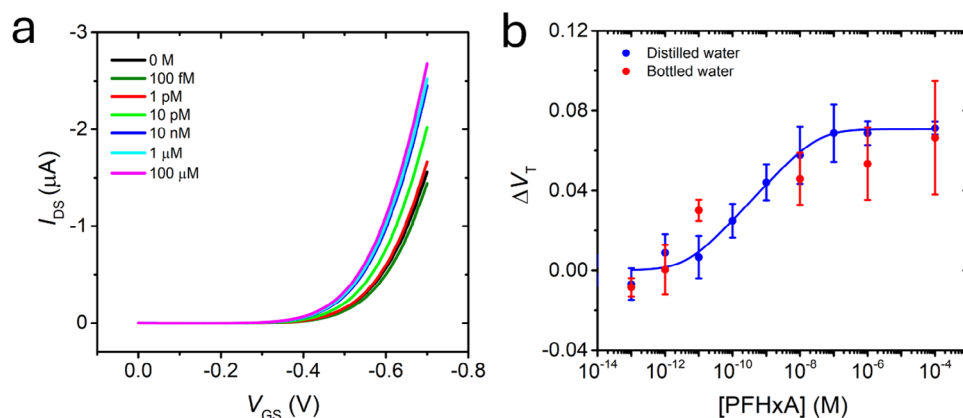 a
-3
-2
-1
0
I_DS (μA)
0 M
100 fM
1 pM
10 pM
10 nM
1 μM
100 μM
0.0
-0.2
-0.4
-0.6
-0.8
V_GS (V)
b
0.12
0.08
0.04
0.00
-0.04
ΔV_T
Distilled water
Bottled water
10^-14
10^-12
10^-10
10^-8
10^-6
10^-4
[PFHxA] (M)